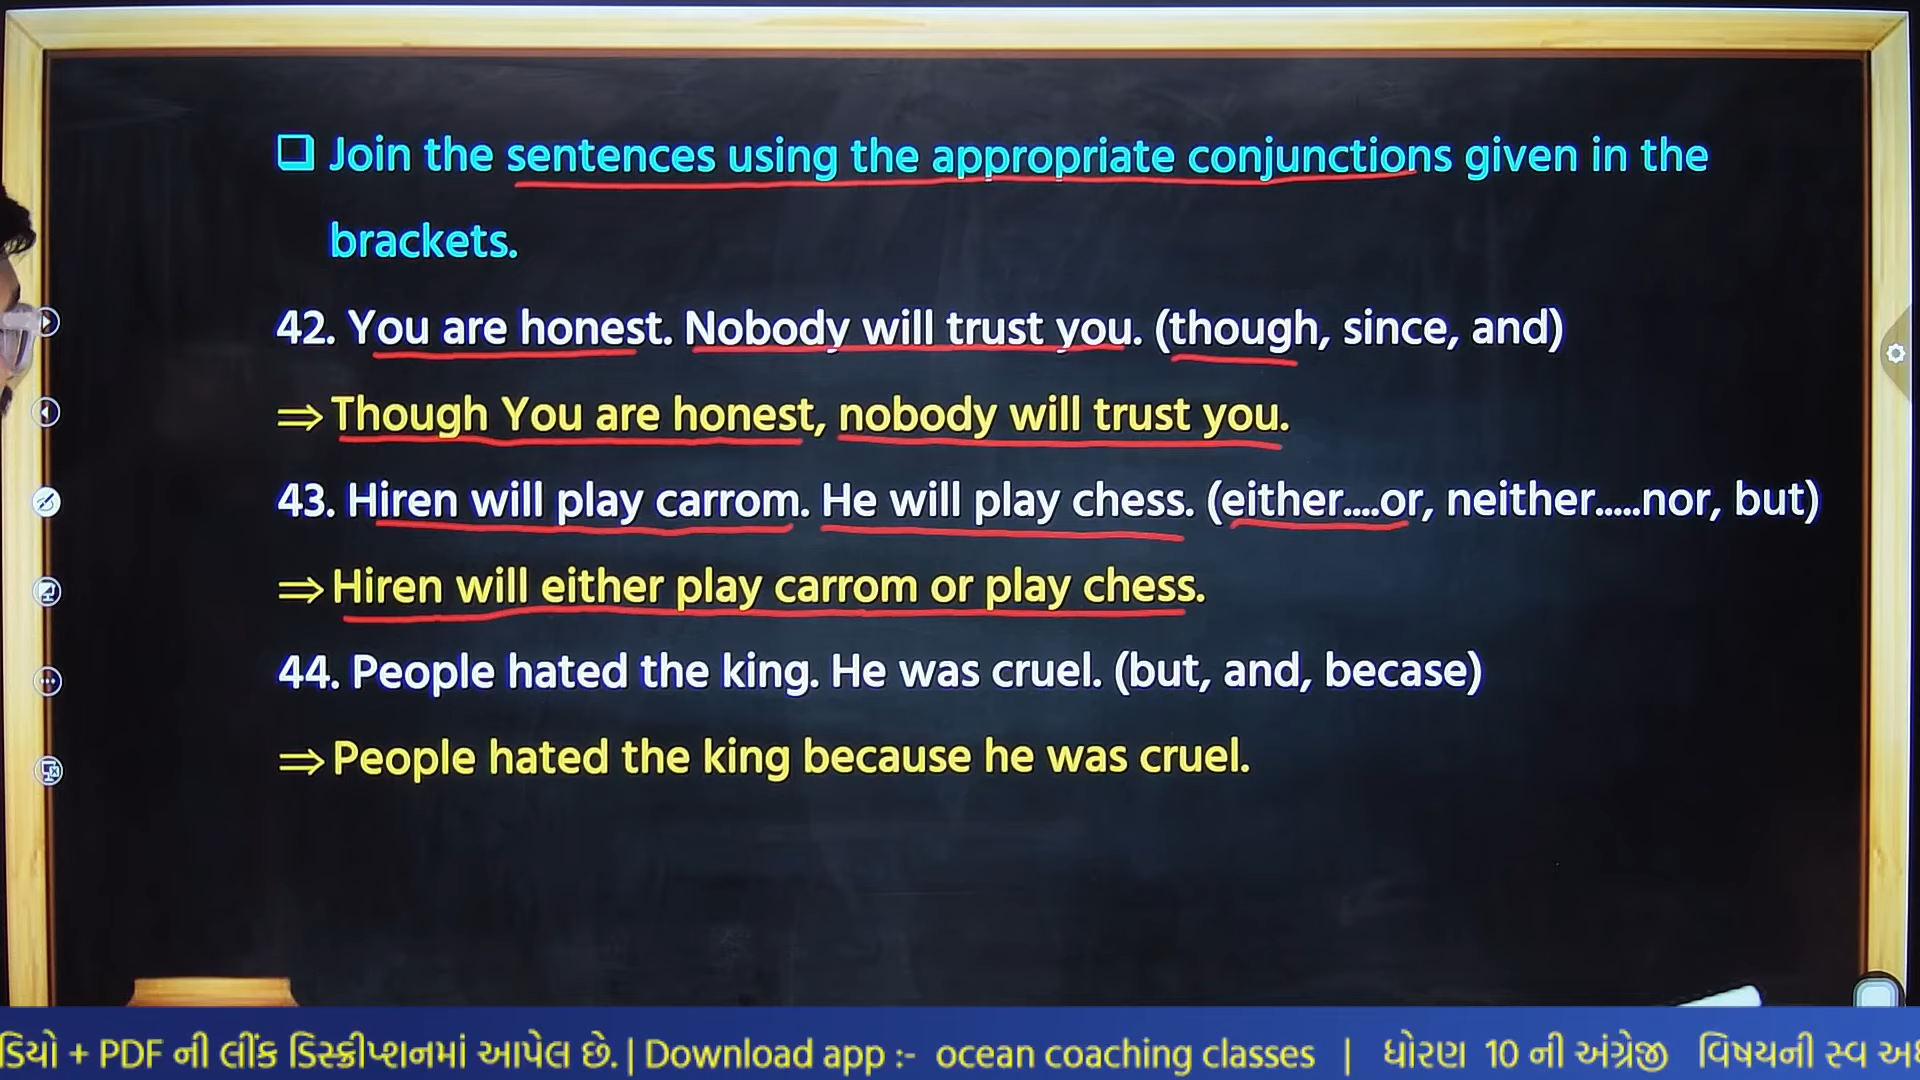 ❑ Join the sentences using the appropriate conjunctions given in the
brackets.
42. You are honest. Nobody will trust you. (though, since, and)
⇒ Though You are honest, nobody will trust you.
43. Hiren will play carrom. He will play chess. (either....or, neither.....nor, but)
⇒ Hiren will either play carrom or play chess.
44. People hated the king. He was cruel. (but, and, becase)
⇒ People hated the king because he was cruel.
ડિયો + PDF ની લીંક ડિસ્ક્રીપ્શનમાં આપેલ છે. | Download app :- ocean coaching classes | ધોરણ 10 ની અંગ્રેજી વિષયની સ્વ